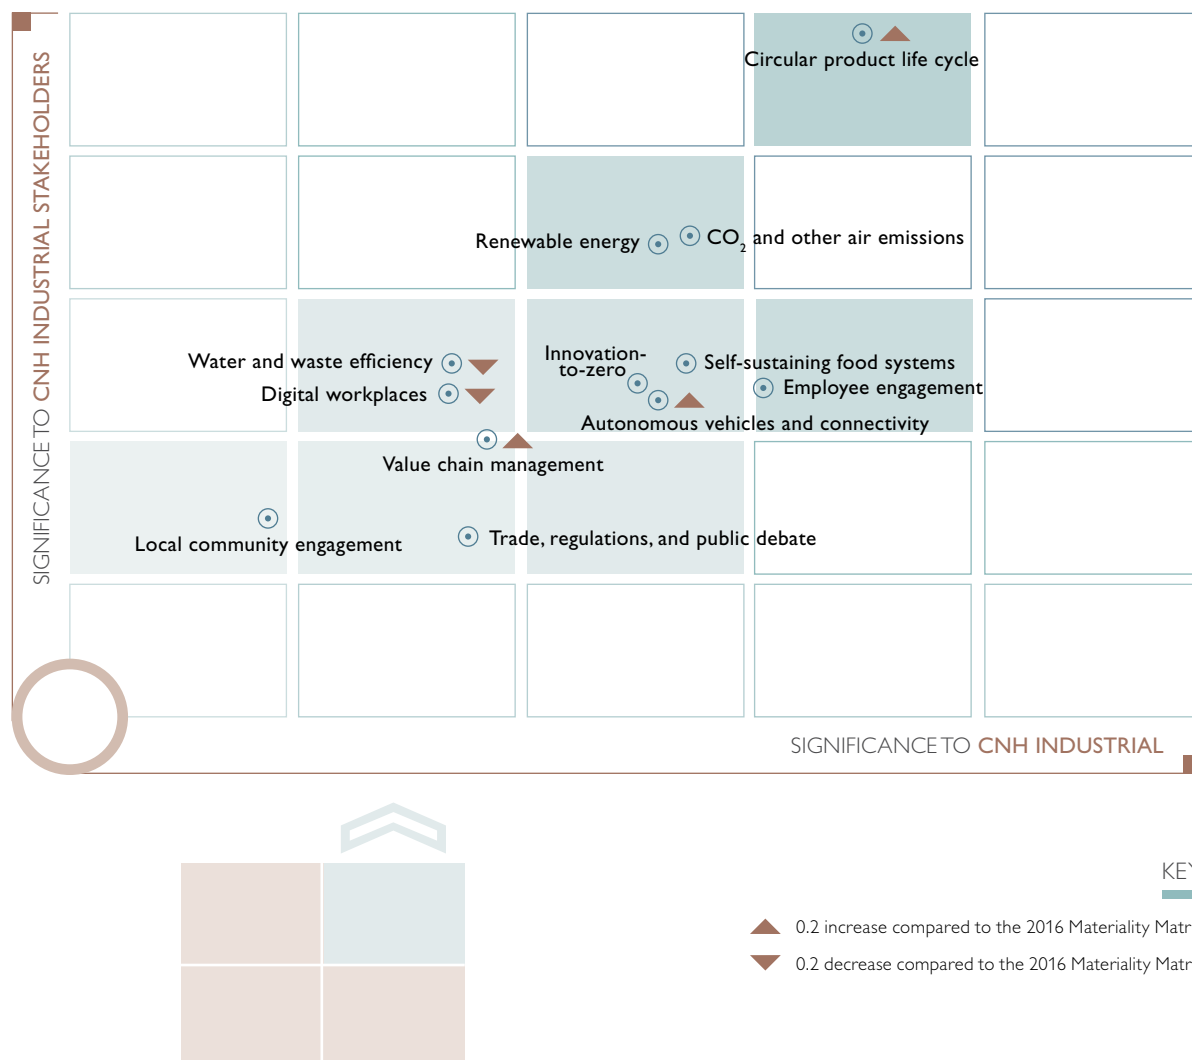 SIGNIFICANCE TO CNH INDUSTRIAL STAKEHOLDERS
Circular product life cycle
Renewable energy
CO2 and other air emissions
Water and waste efficiency
Digital workplaces
Innovation-
to-zero
Self-sustaining food systems
Employee engagement
Autonomous vehicles and connectivity
Value chain management
Local community engagement
Trade, regulations, and public debate
SIGNIFICANCE TO CNH INDUSTRIAL
KEY
0.2 increase compared to the 2016 Materiality Matr
0.2 decrease compared to the 2016 Materiality Matr